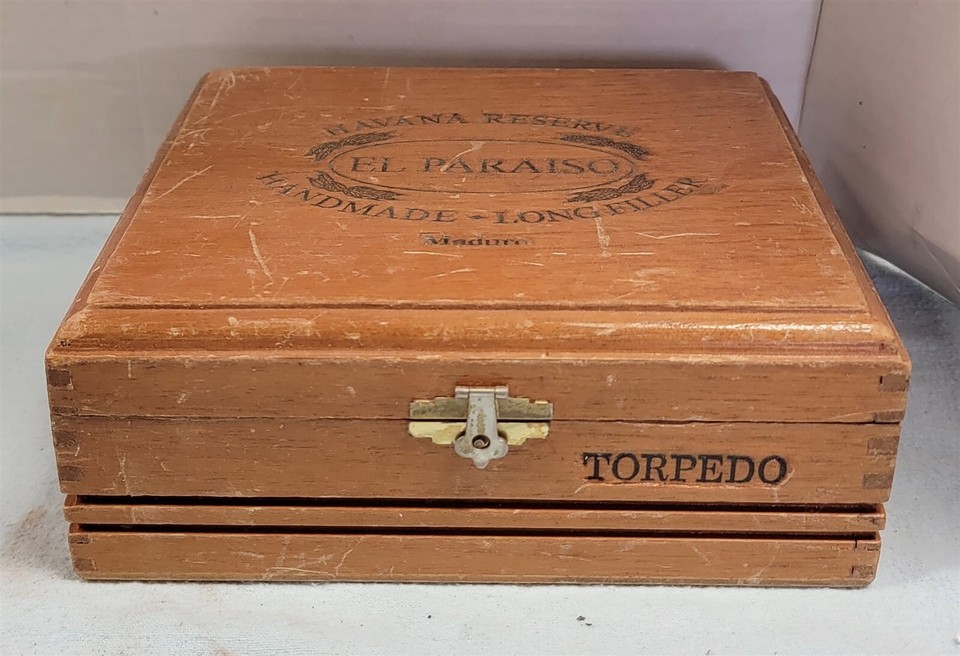 HAVANA RESERVE
EL PARAISO
HANDMADE - LONG FILLER
Maduro
TORPEDO